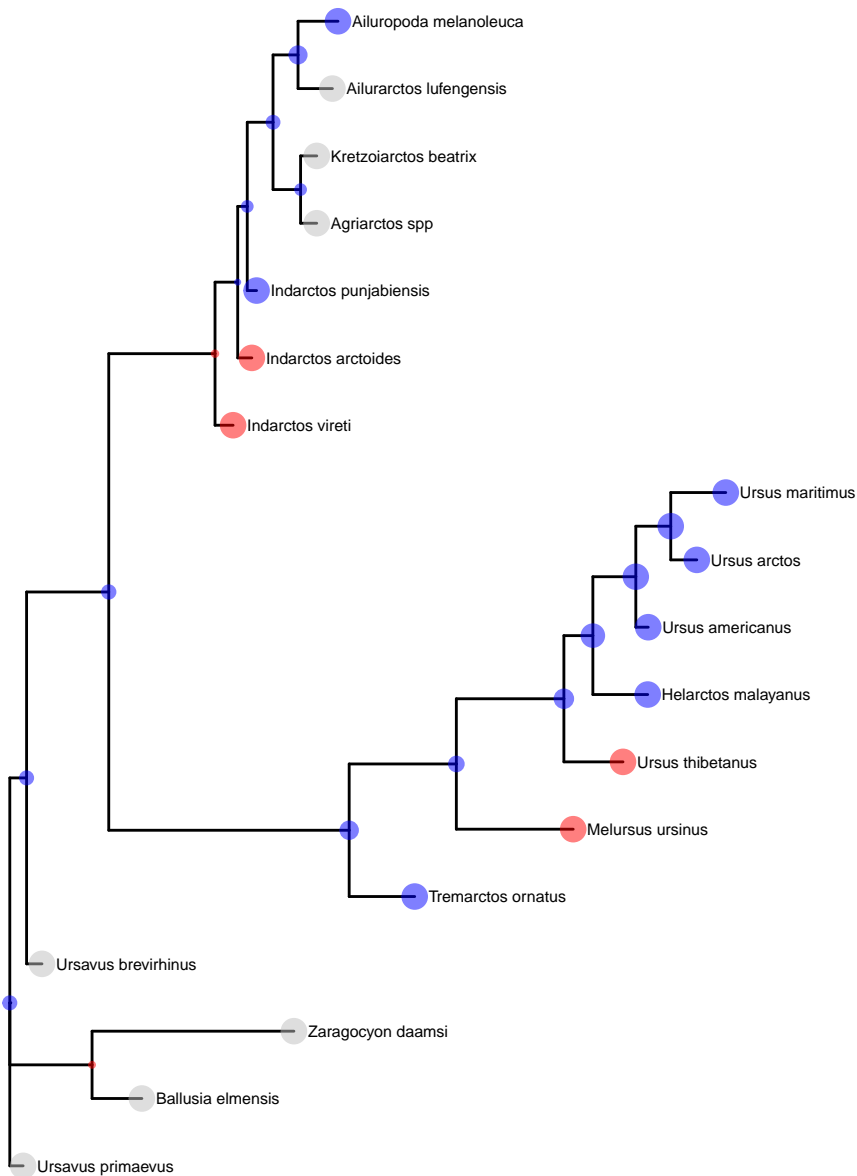 Ailuropoda melanoleuca
Ailurarctos lufengensis
Kretzoiarctos beatrix
Agriarctos spp
Indarctos punjabiensis
Indarctos arctoides
Indarctos vireti
Ursus maritimus
Ursus arctos
Ursus americanus
Helarctos malayanus
Ursus thibetanus
Melursus ursinus
Tremarctos ornatus
Ursavus brevirhinus
Zaragocyon daamsi
Ballusia elmensis
Ursavus primaevus